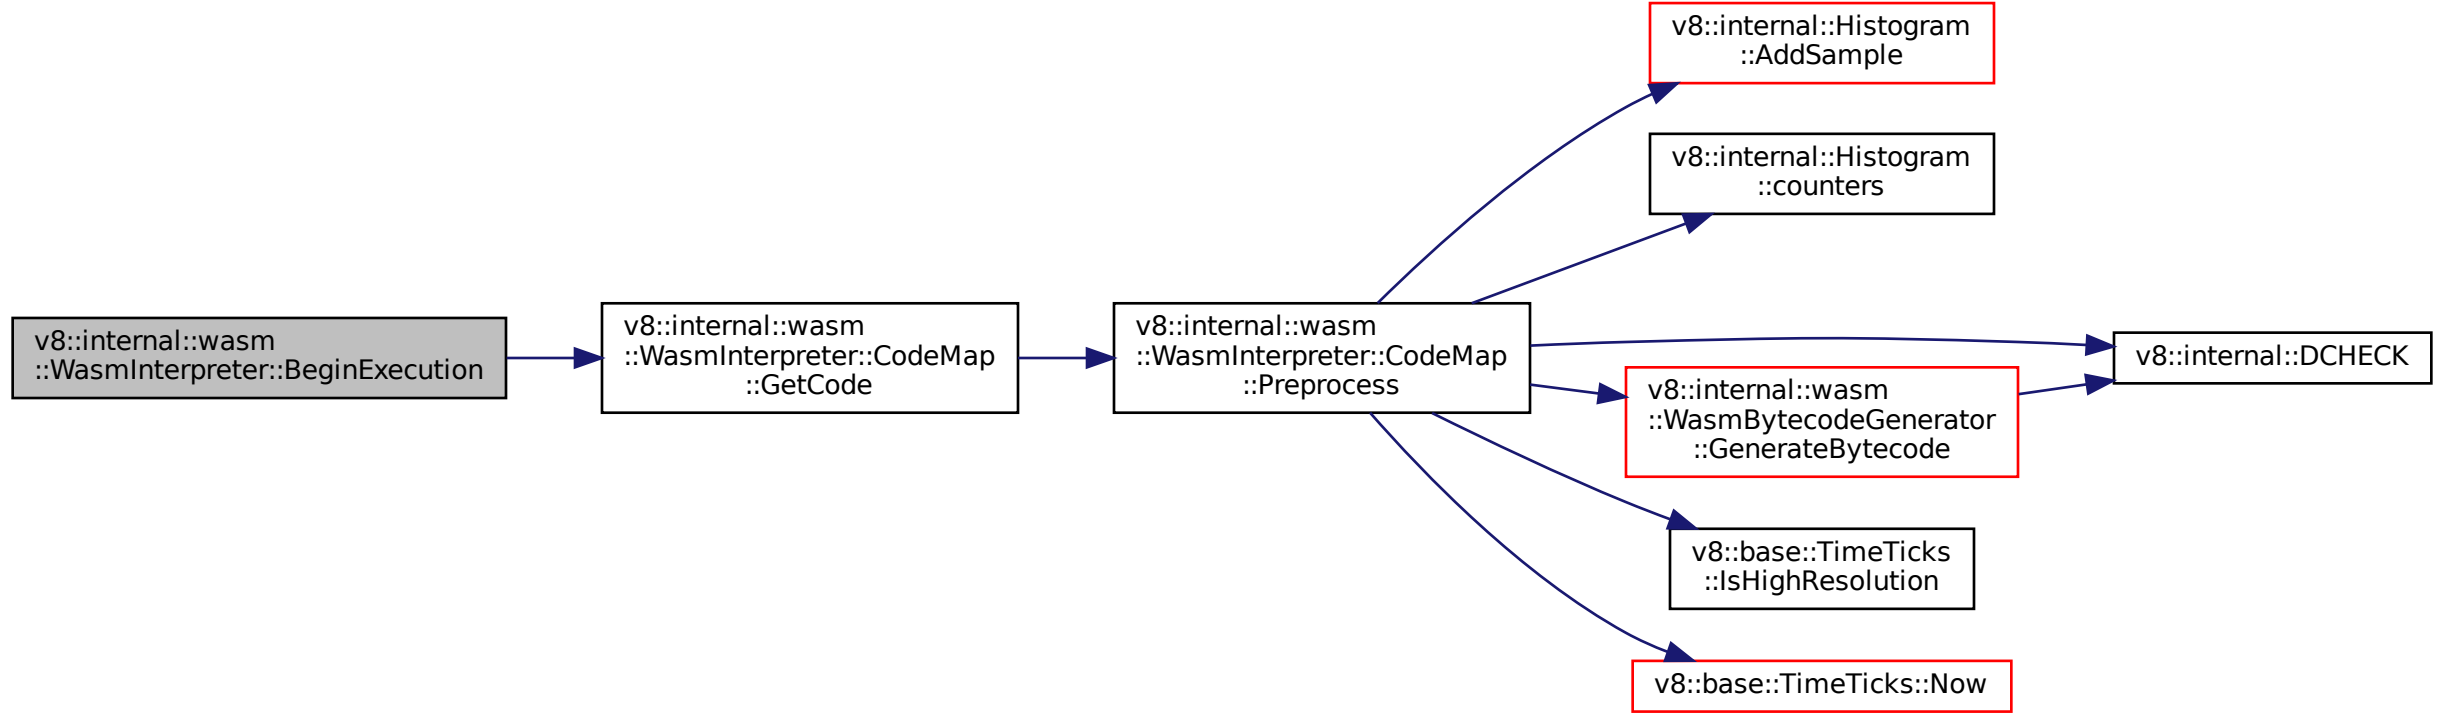 v8::internal::wasm
::WasmInterpreter::BeginExecution
v8::internal::wasm
::WasmInterpreter::CodeMap
::GetCode
v8::internal::wasm
::WasmInterpreter::CodeMap
::Preprocess
v8::internal::Histogram
::AddSample
v8::internal::Histogram
::counters
v8::internal::DCHECK
v8::internal::wasm
::WasmBytecodeGenerator
::GenerateBytecode
v8::base::TimeTicks
::IsHighResolution
v8::base::TimeTicks::Now